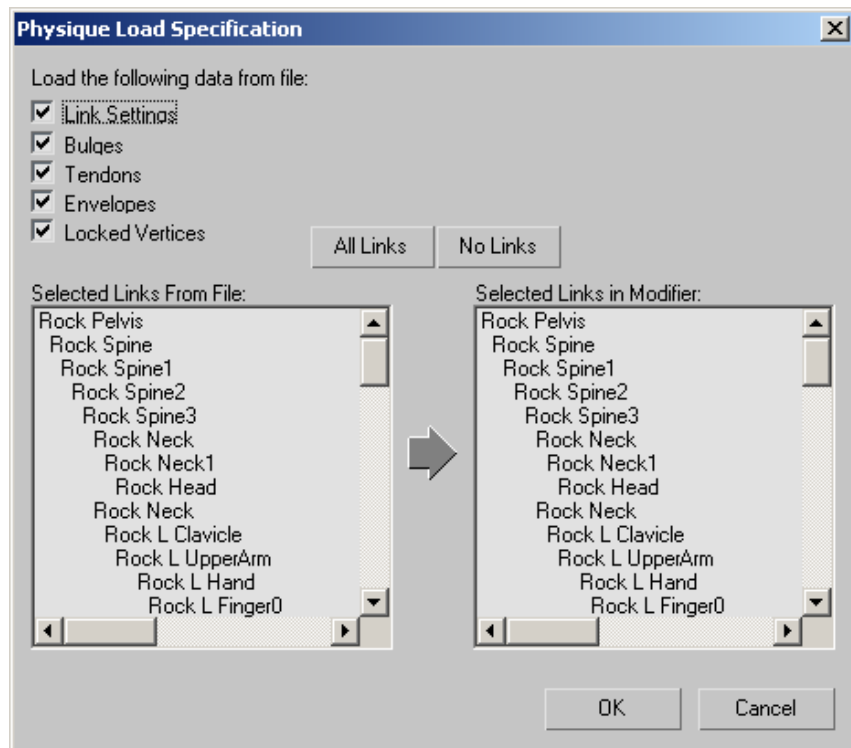 Physique Load Specification
Load the following data from file:
Link Settings
Bulges
Tendons
Envelopes
Locked Vertices
All Links
No Links
Selected Links From File:
Rock Pelvis
Rock Spine
Rock Spine1
Rock Spine2
Rock Spine3
Rock Neck
Rock Neck1
Rock Head
Rock Neck
Rock L Clavicle
Rock L UpperArm
Rock L Hand
Rock L Finger0
Selected Links in Modifier:
Rock Pelvis
Rock Spine
Rock Spine1
Rock Spine2
Rock Spine3
Rock Neck
Rock Neck1
Rock Head
Rock Neck
Rock L Clavicle
Rock L UpperArm
Rock L Hand
Rock L Finger0
OK
Cancel